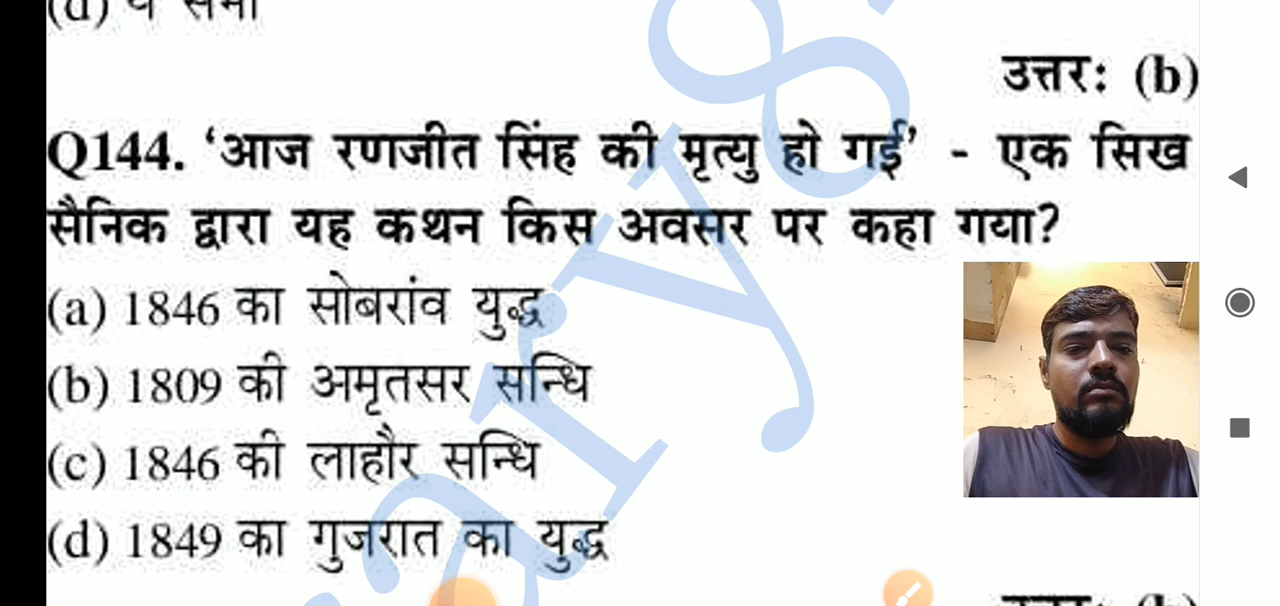 (d) ये सभी
उत्तरः (b)
Q144. ‘आज रणजीत सिंह की मृत्यु हो गई’ - एक सिख
सैनिक द्वारा यह कथन किस अवसर पर कहा गया?
(a) 1846 का सोबरांव युद्ध
(b) 1809 की अमृतसर सन्धि
(c) 1846 की लाहौर सन्धि
(d) 1849 का गुजरात का युद्ध